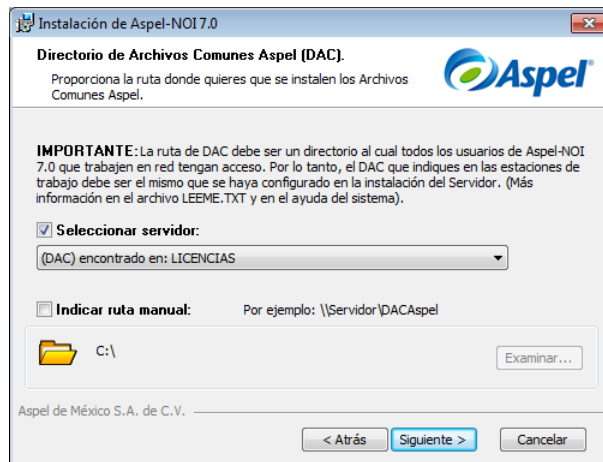 Instalación de Aspel-NOI 7.0
Directorio de Archivos Comunes Aspel (DAC).
Proporciona la ruta donde quieres que se instalen los Archivos
Comunes Aspel.
Aspel
IMPORTANTE: La ruta de DAC debe ser un directorio al cual todos los usuarios de Aspel-NOI
7.0 que trabajen en red tengan acceso. Por lo tanto, el DAC que indiques en las estaciones de
trabajo debe ser el mismo que se haya configurado en la instalación del Servidor. (Más
información en el archivo LEEME.TXT y en el ayuda del sistema).
Seleccionar servidor:
(DAC) encontrado en: LICENCIAS
Indicar ruta manual: Por ejemplo: \\Servidor\DACAspel
C:\
Examinar...
Aspel de México S.A. de C.V.
< Atrás Siguiente > Cancelar